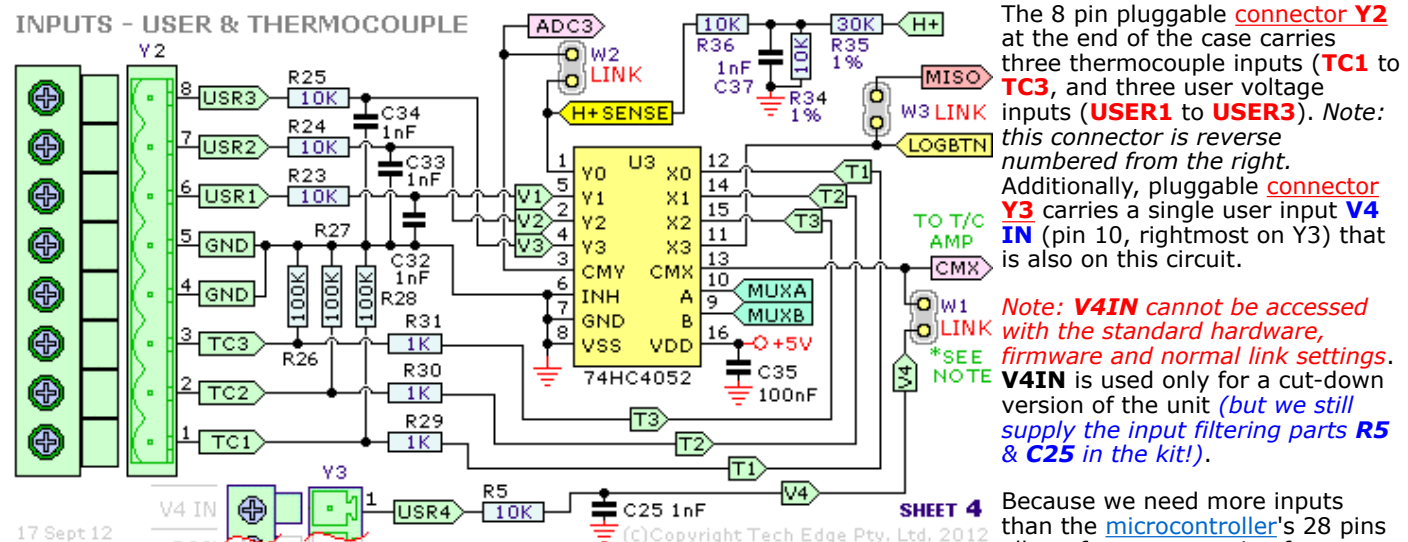 INPUTS - USER & THERMOCOUPLE
Y2
8 USR3
R25
10K
7 USR2
R24
10K
6 USR1
R23
10K
5 GND
4 GND
3 TC3
2 TC2
1 TC1
C34
1nF
C33
1nF
C32
1nF
R27
R28
R26
100K
100K
100K
R31
1K
R30
1K
R29
1K
ADC3
W2
LINK
H+SENSE
10K
R36
1nF
C37
10K
R34
1%
30K
R35
1%
H+
MISO
W3 LINK
LOGBTN
V1
V2
V3
U3
1 Y0
5 Y1
2 Y2
4 Y3
3 CMY
6 INH
7 GND
8 VSS
12 X0
14 X1
15 X2
11 X3
13 CMX
10 A
9 B
16 VDD
74HC4052
T1
T2
T3
MUXA
MUXB
+5V
C35
100nF
TO T/C
AMP
CMX
W1
LINK
*SEE
NOTE
V4
T3
T2
T1
V4
Y3
V4 IN
1 USR4
R5
10K
C25 1nF
SHEET 4
17 Sept 12
(C)Copyright Tech Edge Pty. Ltd. 2012
The 8 pin pluggable connector Y2
at the end of the case carries
three thermocouple inputs (TC1 to
TC3, and three user voltage
inputs (USER1 to USER3). Note:
this connector is reverse
numbered from the right.
Additionally, pluggable connector
Y3 carries a single user input V4
IN (pin 10, rightmost on Y3) that
is also on this circuit.
Note: V4IN cannot be accessed
with the standard hardware,
firmware and normal link settings.
V4IN is used only for a cut-down
version of the unit (but we still
supply the input filtering parts R5
& C25 in the kit!).
Because we need more inputs
than the microcontroller's 28 pins